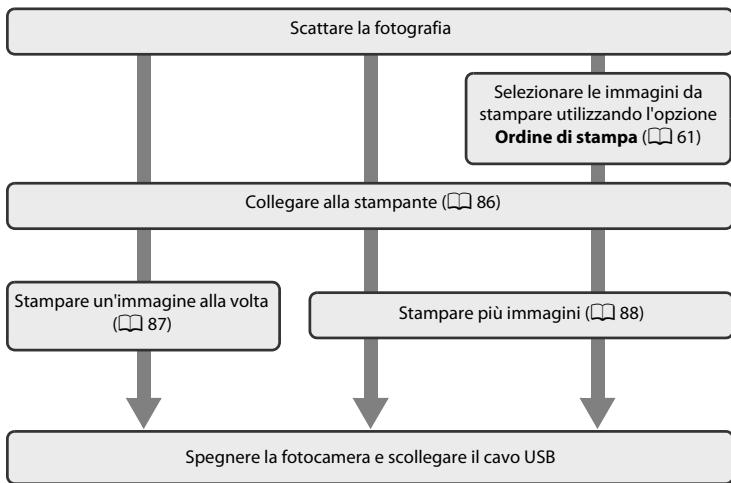 Scattare la fotografia
Selezionare le immagini da
stampare utilizzando l'opzione
Ordine di stampa (📖 61)
Collegare alla stampante (📖 86)
Stampare un'immagine alla volta
(📖 87)
Stampare più immagini (📖 88)
Spegnere la fotocamera e scollegare il cavo USB